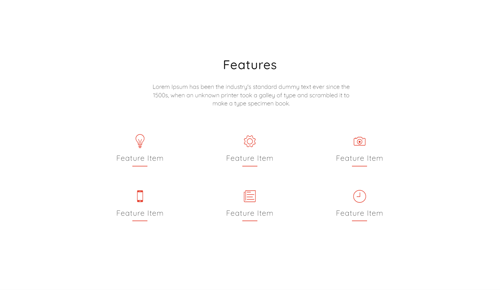 Features
Lorem Ipsum has been the industry's standard dummy text ever since the
1500s, when an unknown printer took a galley of type and scrambled it to
make a type specimen book.
Feature Item Feature Item Feature Item
Feature Item Feature Item Feature Item